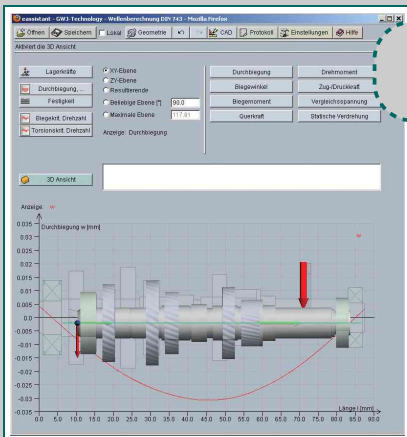 eassistant - GWJ-Technology - Wellenberechnung DIN 743 - Mozilla Firefox
Öffnen Speichern Lokal Geometrie CAD Protokoll Einstellungen Hilfe
Aktiviert die 3D Ansicht
Lagerkräfte
Durchbiegung, ...
Festigkeit
Biegekrit. Drehzahl
Torsionskrit. Drehzahl
XY-Ebene
ZY-Ebene
Resultierende
Beliebige Ebene [°] 90.0
Maximale Ebene 117.81
Anzeige: Durchbiegung
Durchbiegung Drehmoment
Biegewinkel Zug-/Druckkraft
Biegemoment Vergleichsspannung
Querkraft Statische Verdrehung
3D Ansicht
Anzeige: w
Durchbiegung w [mm]
w
0.035
0.03
0.025
0.02
0.015
0.01
0.005
0.0
-0.005
-0.01
-0.015
-0.02
-0.025
-0.03
-0.035
Länge l [mm]
0.0 5.0 10.0 15.0 20.0 25.0 30.0 35.0 40.0 45.0 50.0 55.0 60.0 65.0 70.0 75.0 80.0 85.0 90.0